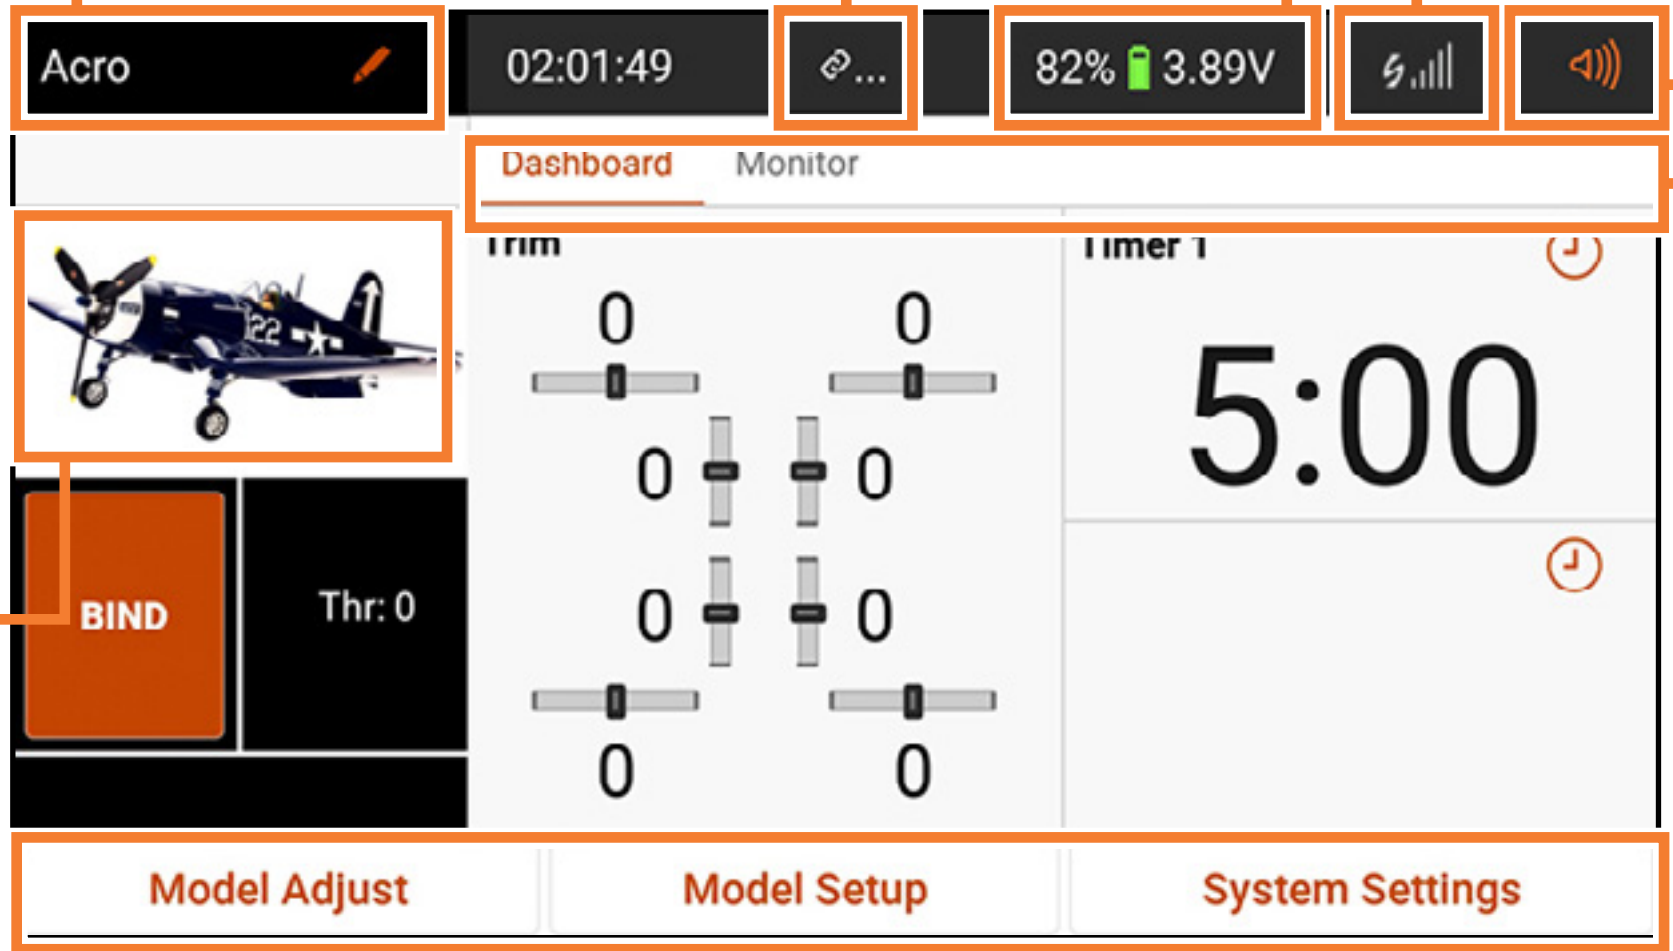 Acro
02:01:49
...
82% 3.89V
Dashboard Monitor
Trim
Timer 1
0 0
5:00
0 0
22
BIND
Thr: 0
0 0
0 0
Model Adjust
Model Setup
System Settings